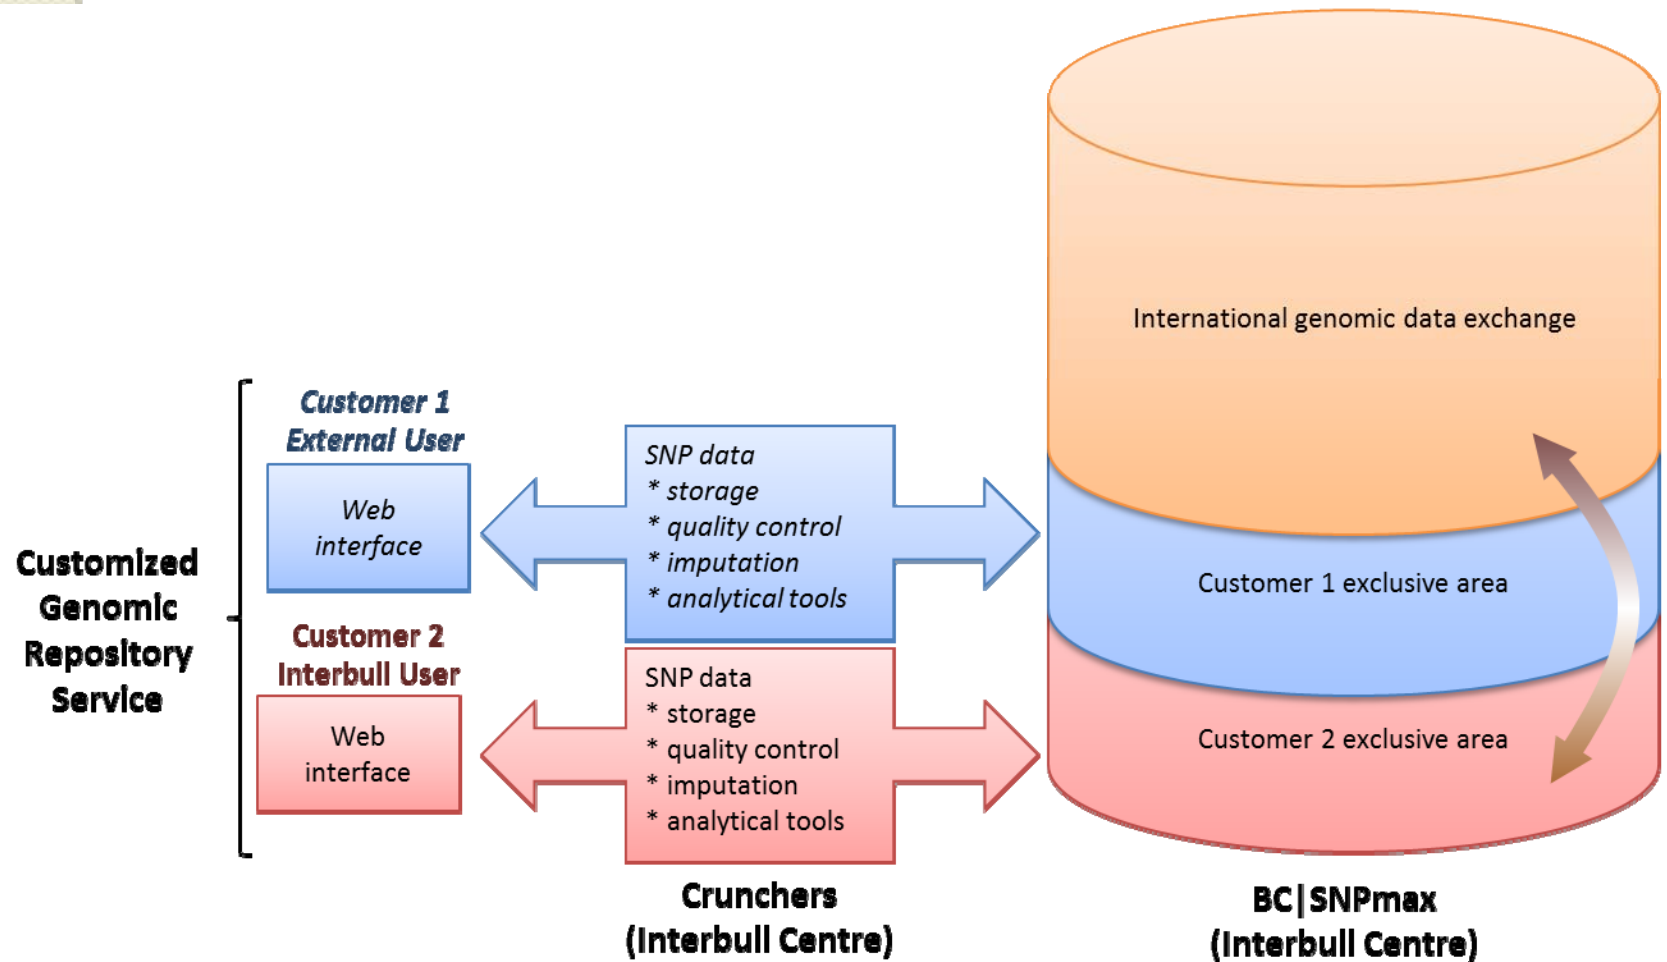 International genomic data exchange
Customer 1
External User
Web
interface
SNP data
* storage
* quality control
* imputation
* analytical tools
Customer 1 exclusive area
Customized
Genomic
Repository
Service
Customer 2
Interbull User
Web
interface
SNP data
* storage
* quality control
* imputation
* analytical tools
Customer 2 exclusive area
Crunchers
(Interbull Centre)
BC|SNPmax
(Interbull Centre)